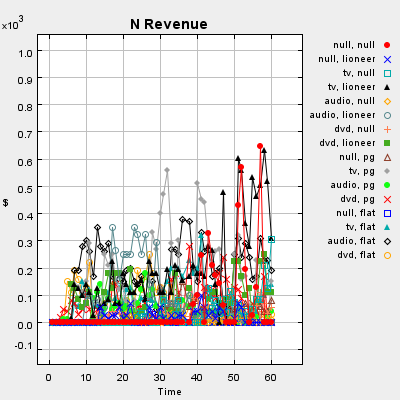 x10³
N Revenue
1.0
0.9
0.8
0.7
0.6
0.5
0.4
0.3
0.2
0.1
0.0
-0.1
$
0 10 20 30 40 50 60
Time
null, null
null, lioneer
tv, null
tv, lioneer
audio, null
audio, lioneer
dvd, null
dvd, lioneer
null, pg
tv, pg
audio, pg
dvd, pg
null, flat
tv, flat
audio, flat
dvd, flat